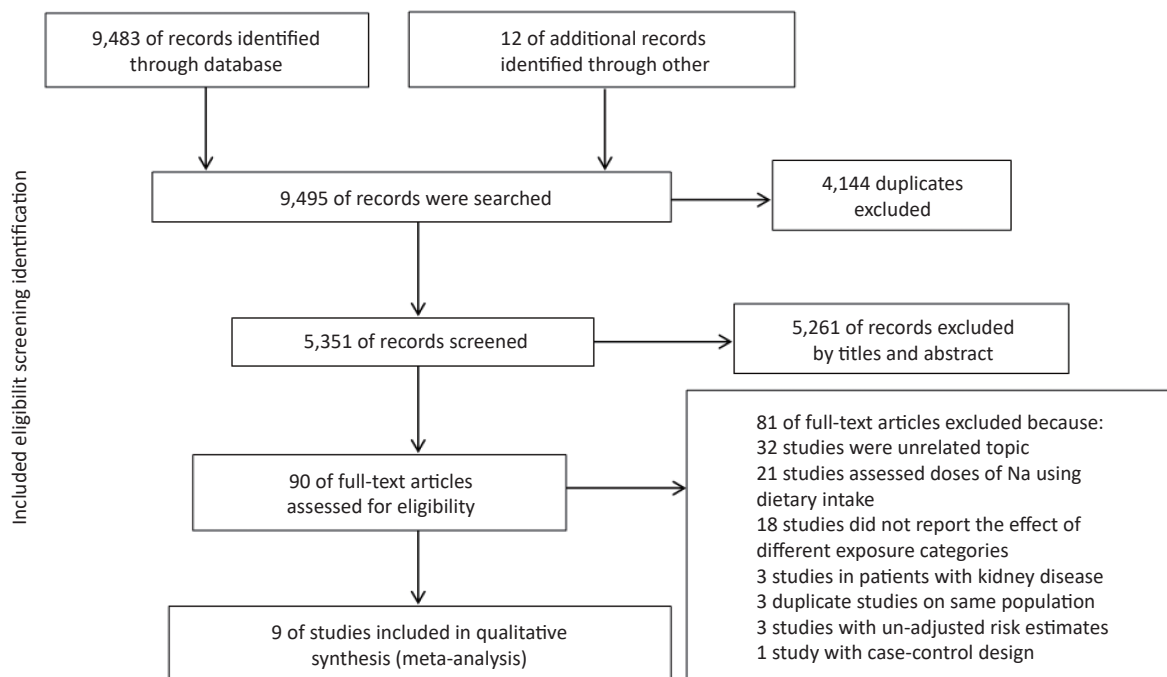 9,483 of records identified
through database
12 of additional records
identified through other
9,495 of records were searched
4,144 duplicates
excluded
Included eligibilit screening identification
5,351 of records screened
5,261 of records excluded
by titles and abstract
90 of full-text articles
assessed for eligibility
81 of full-text articles excluded because:
32 studies were unrelated topic
21 studies assessed doses of Na using
dietary intake
18 studies did not report the effect of
different exposure categories
3 studies in patients with kidney disease
3 duplicate studies on same population
3 studies with un-adjusted risk estimates
1 study with case-control design
9 of studies included in qualitative
synthesis (meta-analysis)